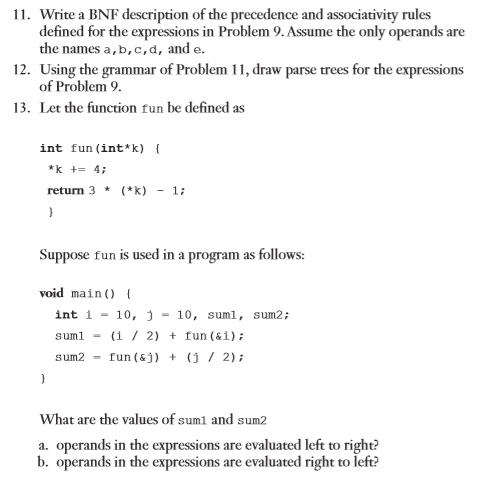 11. Write a BNF description of the precedence and associativity rules
defined for the expressions in Problem 9. Assume the only operands are
the names a,b,c,d, and e.
12. Using the grammar of Problem 11, draw parse trees for the expressions
of Problem 9.
13. Let the function fun be defined as
int fun(int*k) {
*k += 4;
return 3 * (*k) - 1;
}
Suppose fun is used in a program as follows:
void main() {
int i = 10, j = 10, sum1, sum2;
sum1 = (i / 2) + fun(&i);
sum2 = fun(&j) + (j / 2);
}
What are the values of sum1 and sum2
a. operands in the expressions are evaluated left to right?
b. operands in the expressions are evaluated right to left?